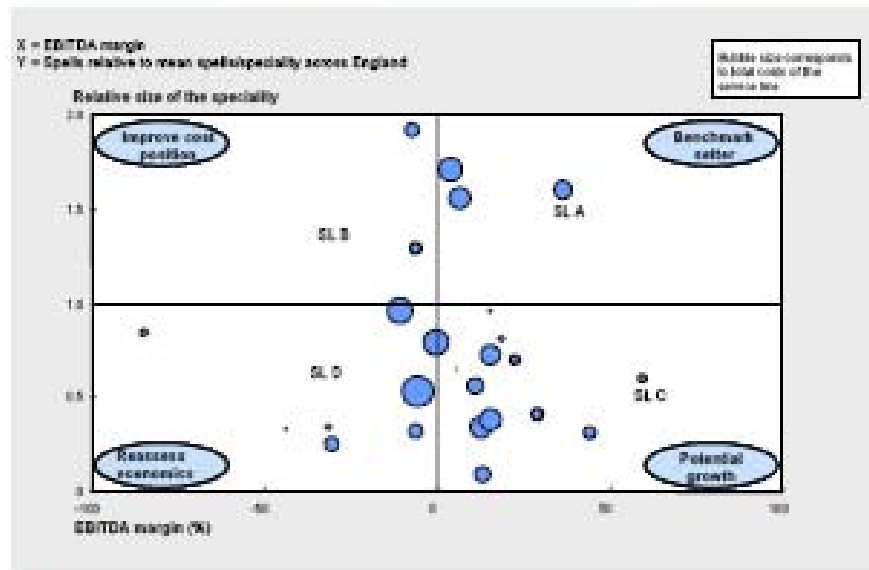 X = EBITDA margin
Y = Spells relative to mean spells/speciality across England
Bubble size corresponds
to total costs of the
service line
Relative size of the speciality
2.0
Improve cost
position
Benchmark
setter
1.5
SL A
SL B
1.0
SL D
0.5
SL C
Reassess
economics
Potential
growth
0
-100
-50
0
50
100
EBITDA margin (%)